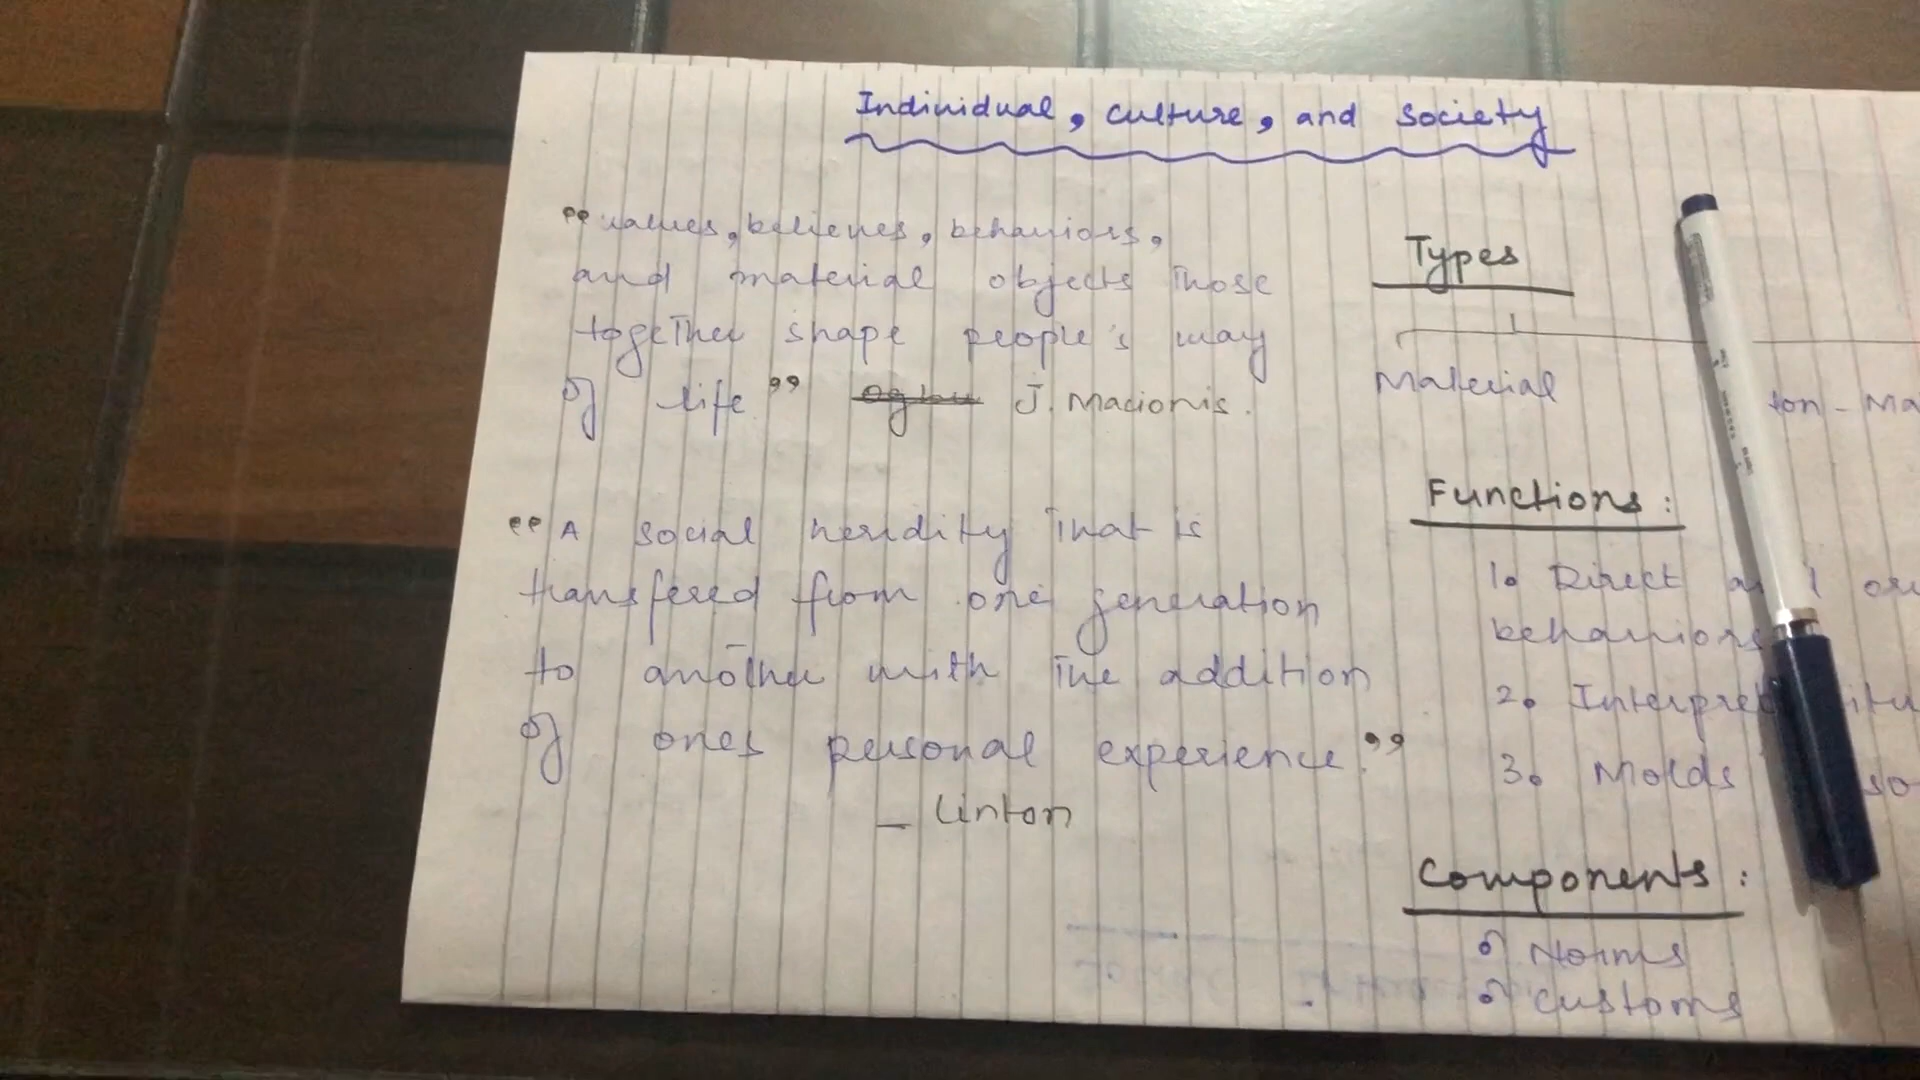 Individual, culture, and society
"values, believes, behaviors,
and material objects those
together shape people's way
of life" J. Macionis.
"A social heridity that is
transfered from one generation
to another with the addition
of ones personal experience."
_ Linton
Types
Material
Functions:
1. Direct
behaviors
2. Interpret
3. Molds
Components:
Norms
customs